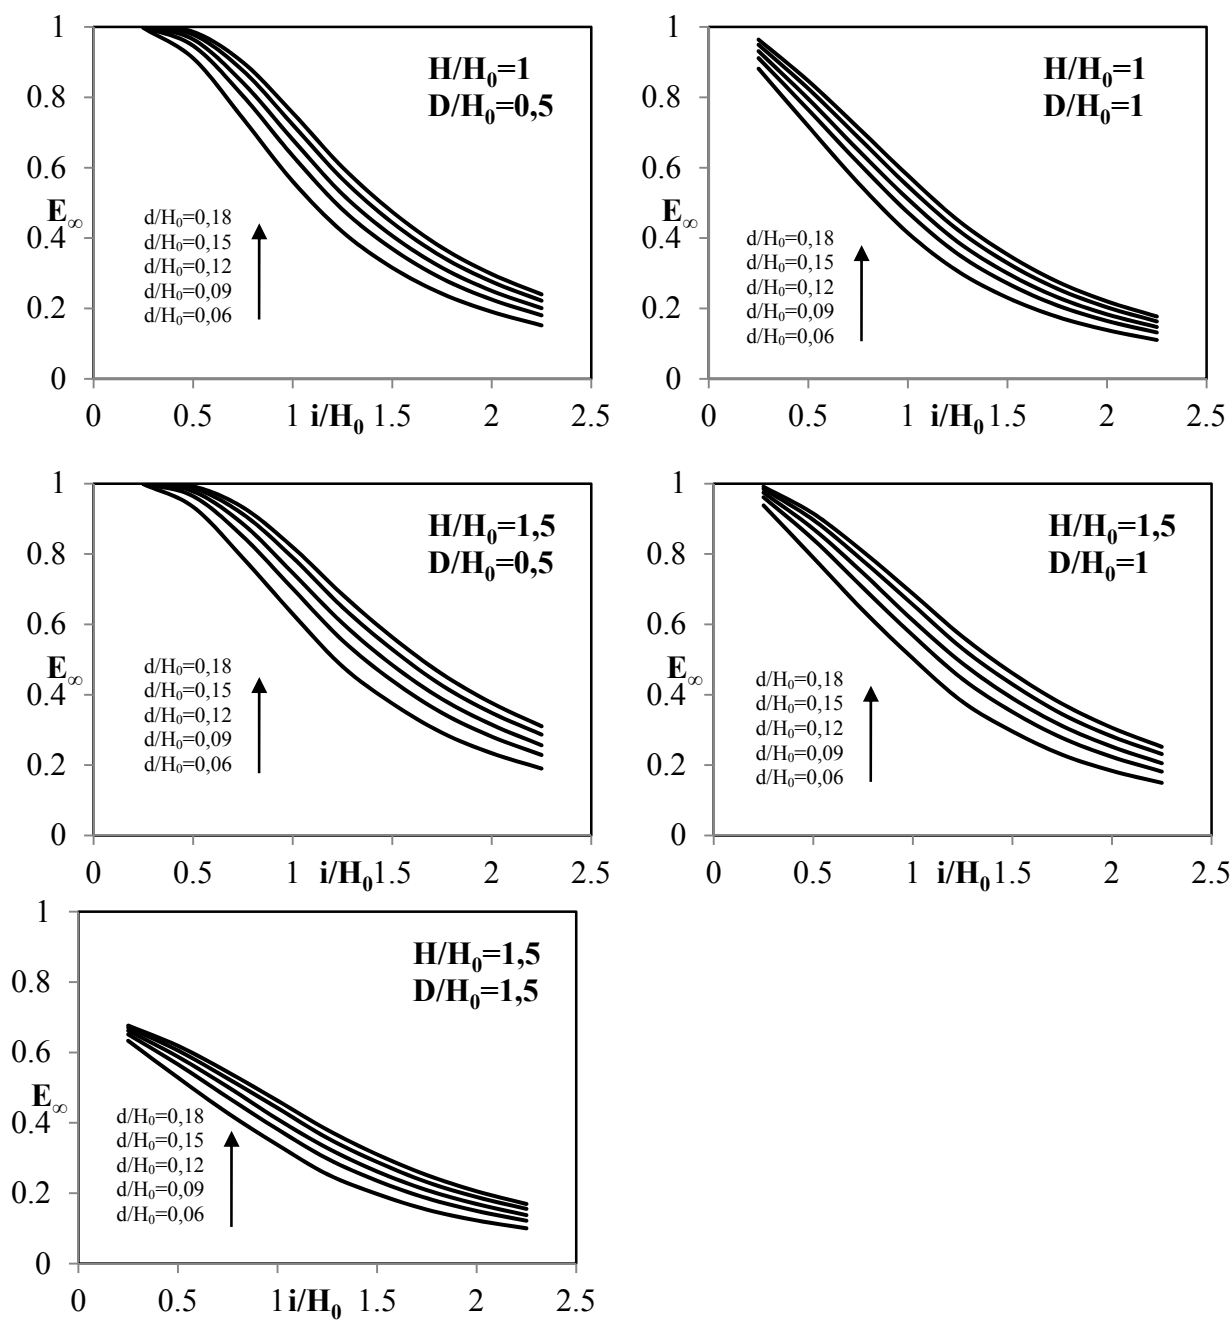 1
0.8
0.6
0.4
0.2
0
E∞
H/H₀=1
D/H₀=0,5
d/H₀=0,18
d/H₀=0,15
d/H₀=0,12
d/H₀=0,09
d/H₀=0,06
0 0.5 1 i/H₀ 1.5 2 2.5
1
0.8
0.6
0.4
0.2
0
E∞
H/H₀=1
D/H₀=1
d/H₀=0,18
d/H₀=0,15
d/H₀=0,12
d/H₀=0,09
d/H₀=0,06
0 0.5 1 i/H₀ 1.5 2 2.5
1
0.8
0.6
0.4
0.2
0
E∞
H/H₀=1,5
D/H₀=0,5
d/H₀=0,18
d/H₀=0,15
d/H₀=0,12
d/H₀=0,09
d/H₀=0,06
0 0.5 1 i/H₀ 1.5 2 2.5
1
0.8
0.6
0.4
0.2
0
E∞
H/H₀=1,5
D/H₀=1
d/H₀=0,18
d/H₀=0,15
d/H₀=0,12
d/H₀=0,09
d/H₀=0,06
0 0.5 1 i/H₀ 1.5 2 2.5
1
0.8
0.6
0.4
0.2
0
E∞
H/H₀=1,5
D/H₀=1,5
d/H₀=0,18
d/H₀=0,15
d/H₀=0,12
d/H₀=0,09
d/H₀=0,06
0 0.5 1 i/H₀ 1.5 2 2.5